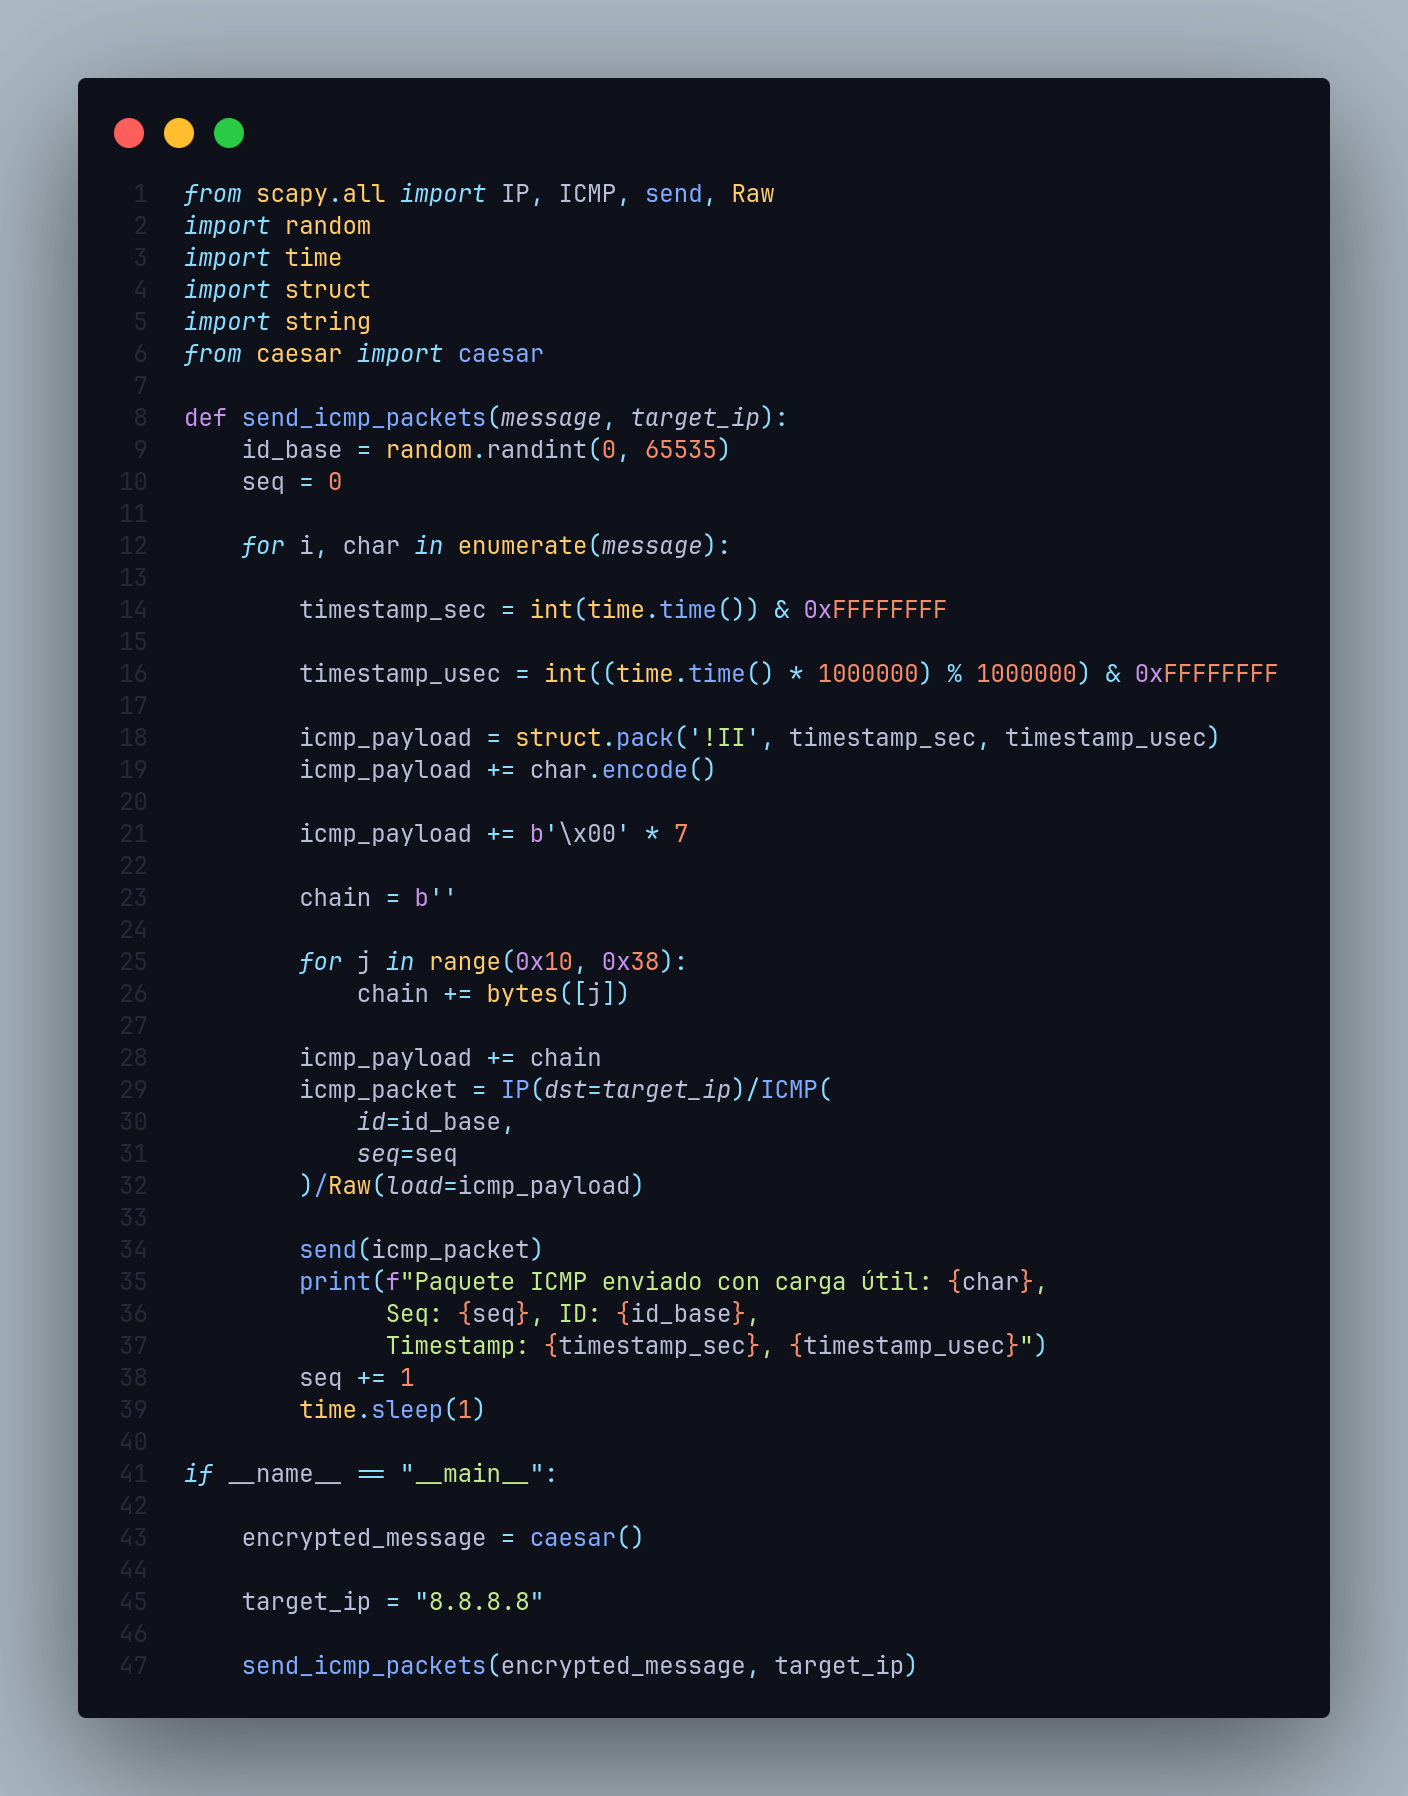 1 from scapy.all import IP, ICMP, send, Raw
2 import random
3 import time
4 import struct
5 import string
6 from caesar import caesar
7
8 def send_icmp_packets(message, target_ip):
9     id_base = random.randint(0, 65535)
10     seq = 0
11
12     for i, char in enumerate(message):
13
14         timestamp_sec = int(time.time()) & 0xFFFFFFFF
15
16         timestamp_usec = int((time.time() * 1000000) % 1000000) & 0xFFFFFFFF
17
18         icmp_payload = struct.pack('!II', timestamp_sec, timestamp_usec)
19         icmp_payload += char.encode()
20
21         icmp_payload += b'\x00' * 7
22
23         chain = b''
24
25         for j in range(0x10, 0x38):
26             chain += bytes([j])
27
28         icmp_payload += chain
29         icmp_packet = IP(dst=target_ip)/ICMP(
30             id=id_base,
31             seq=seq
32         )/Raw(load=icmp_payload)
33
34         send(icmp_packet)
35         print(f"Paquete ICMP enviado con carga útil: {char},
36               Seq: {seq}, ID: {id_base},
37               Timestamp: {timestamp_sec}, {timestamp_usec}")
38         seq += 1
39         time.sleep(1)
40
41 if __name__ == "__main__":
42
43     encrypted_message = caesar()
44
45     target_ip = "8.8.8.8"
46
47     send_icmp_packets(encrypted_message, target_ip)